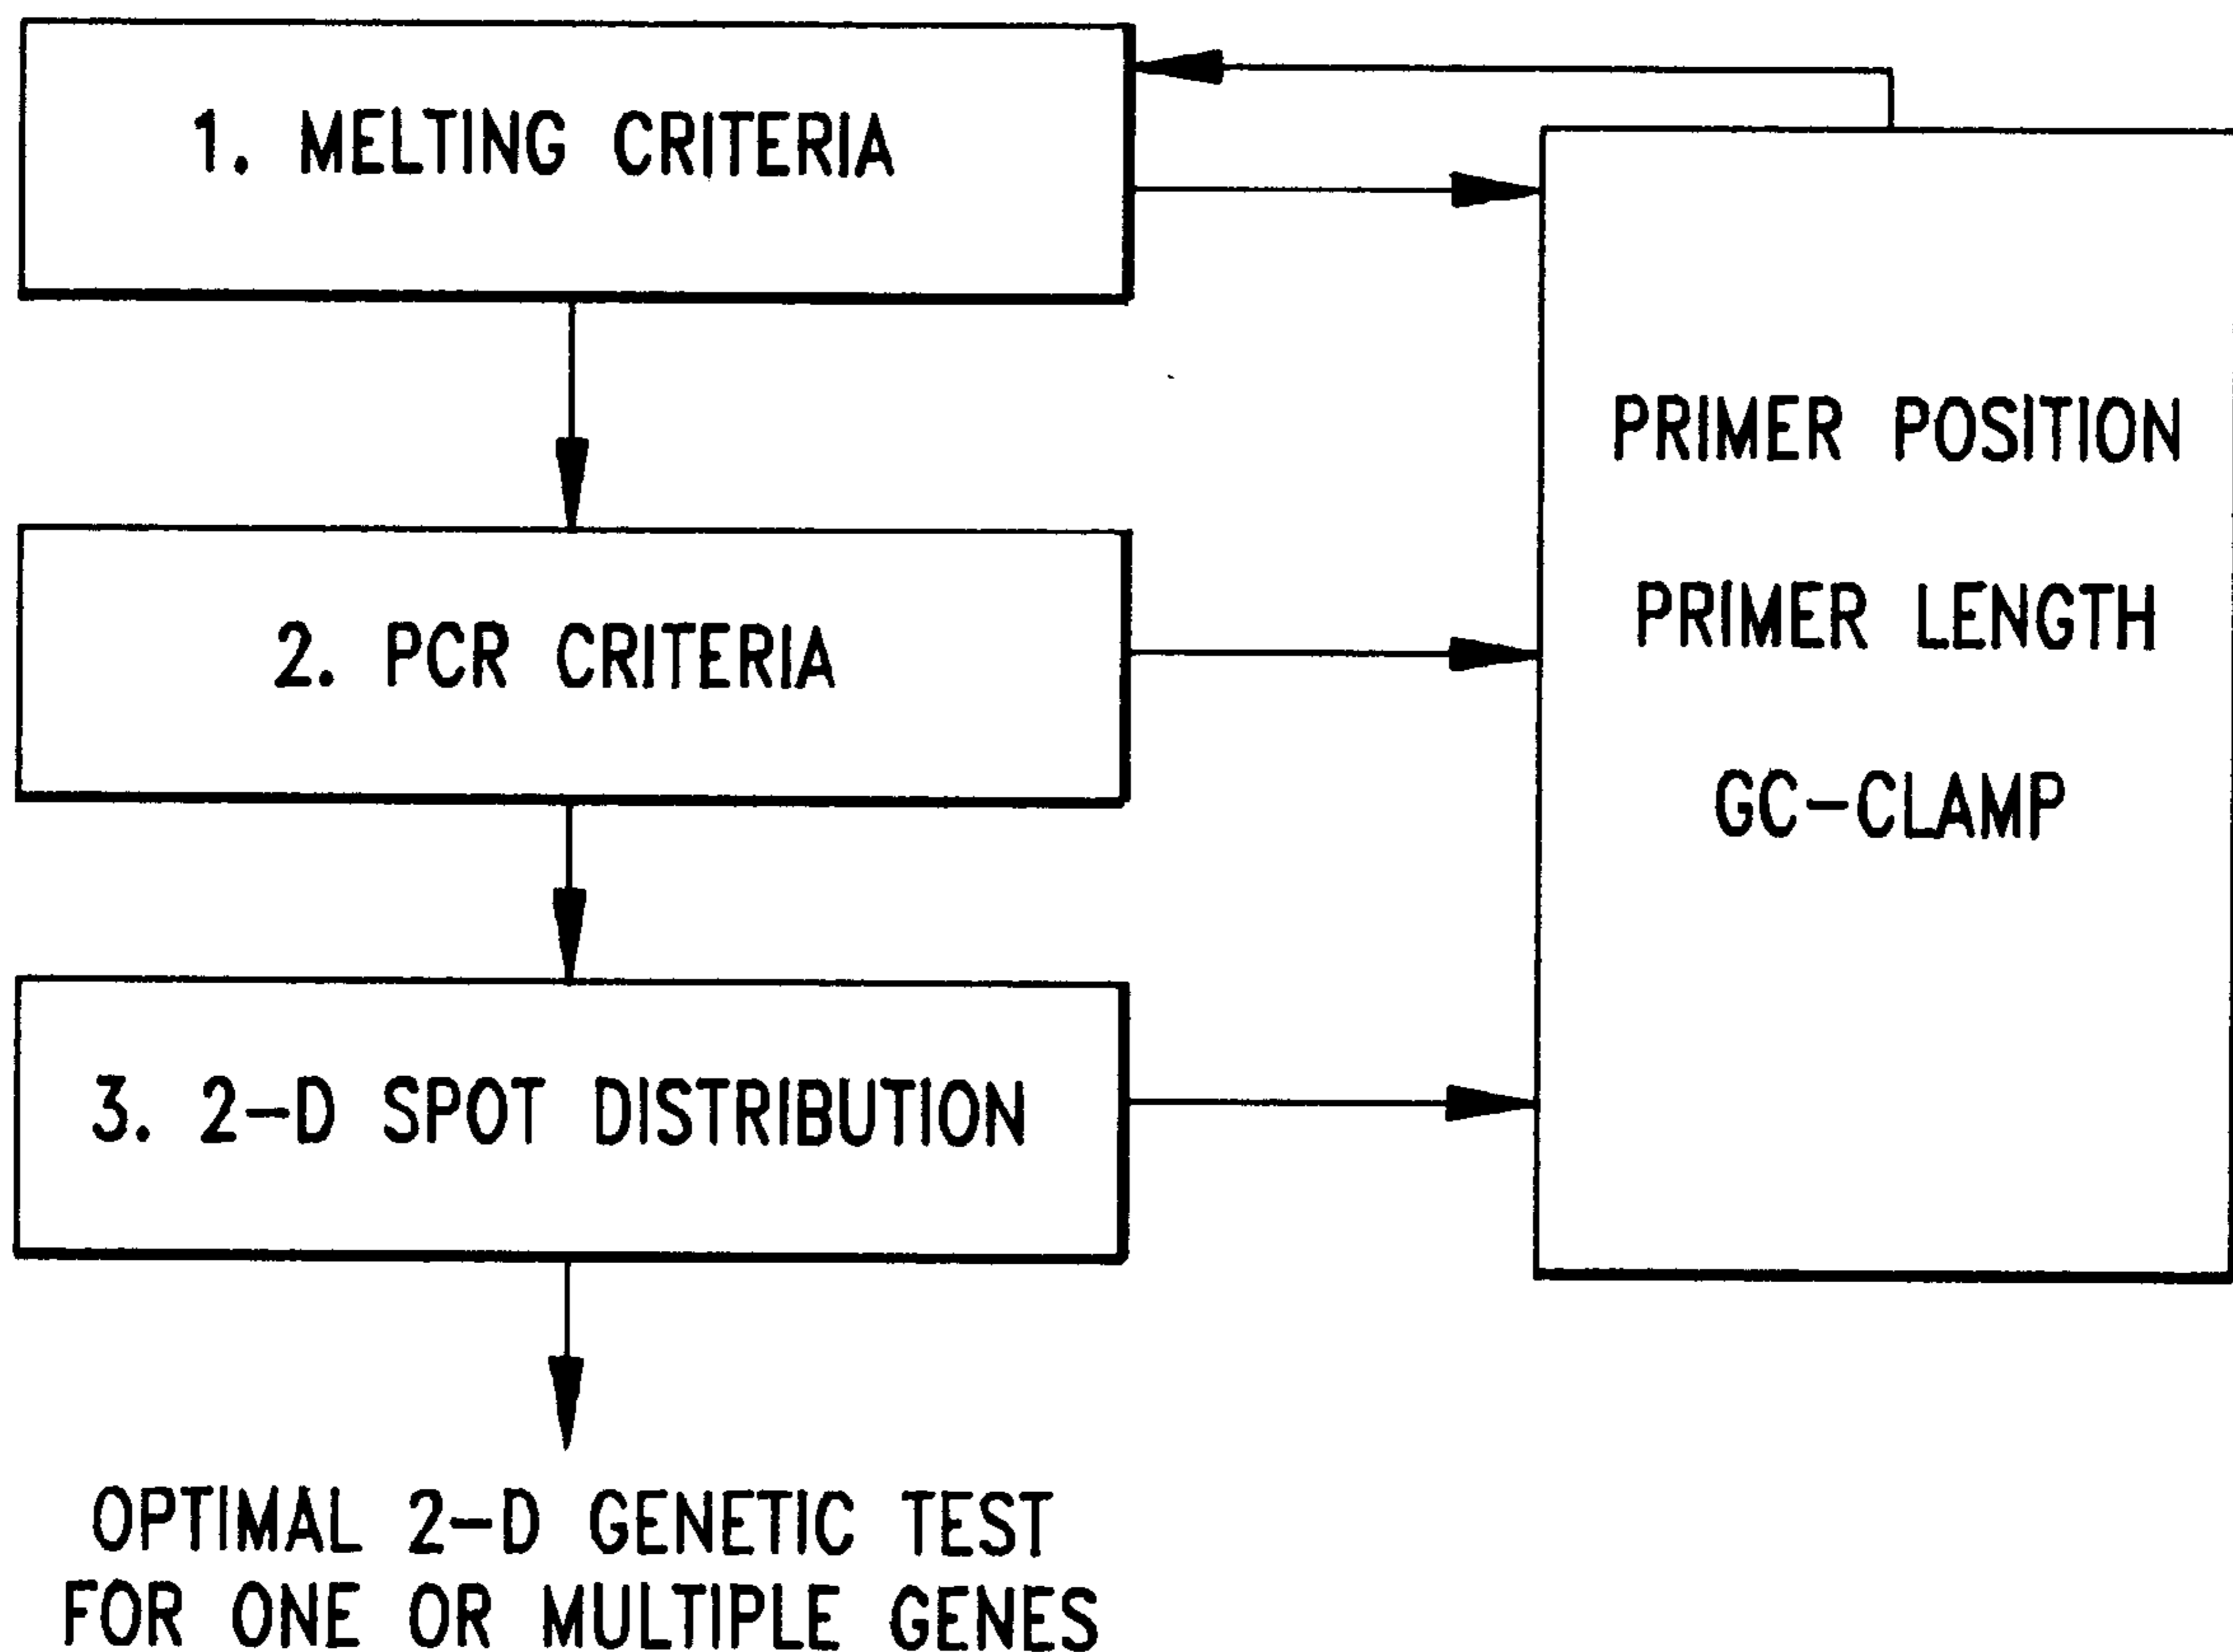 1. MELTING CRITERIA
2. PCR CRITERIA
3. 2-D SPOT DISTRIBUTION
OPTIMAL 2-D GENETIC TEST
FOR ONE OR MULTIPLE GENES
PRIMER POSITION
PRIMER LENGTH
GC-CLAMP